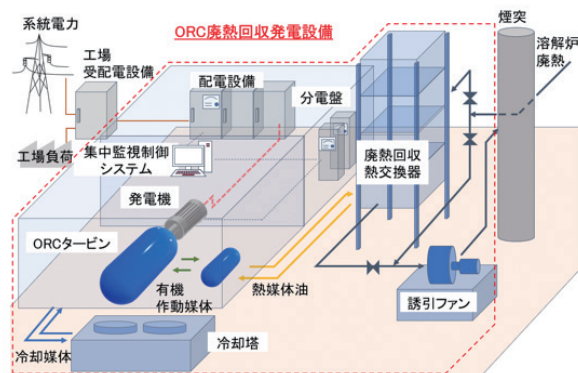 ORC廃熱回収発電設備
系統電力
工場
受配電設備
配電設備
分電盤
煙突
溶解炉
廃熱
工場負荷
集中監視制御
システム
廃熱回収
熱交換器
発電機
ORCタービン
有機
作動媒体
熱媒体油
誘引ファン
冷却媒体
冷却塔